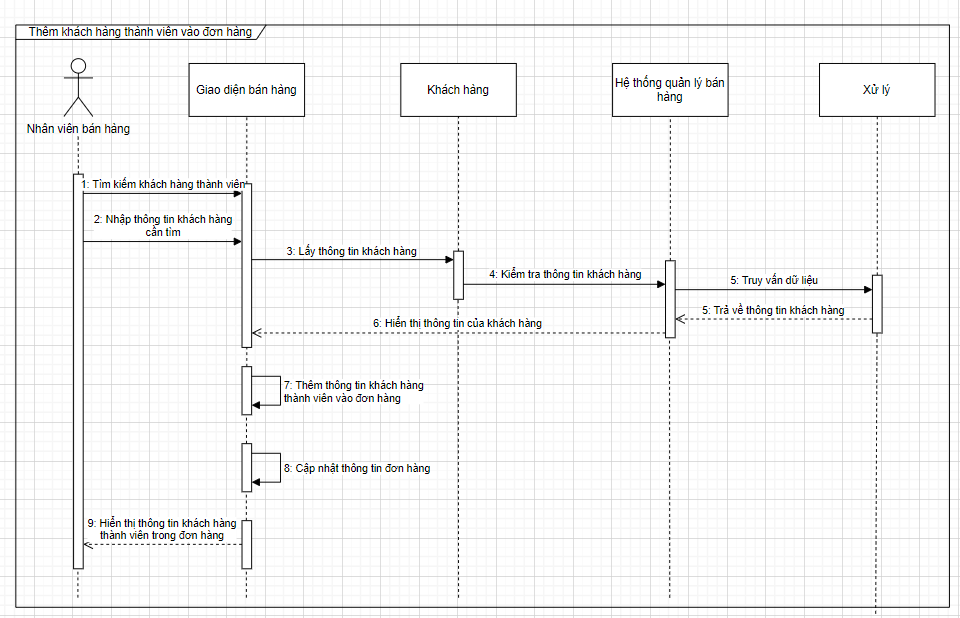 Thêm khách hàng thành viên vào đơn hàng
Nhân viên bán hàng
Giao diện bán hàng
Khách hàng
Hệ thống quản lý bán
hàng
Xử lý
1: Tìm kiếm khách hàng thành viên
2: Nhập thông tin khách hàng
cần tìm
3: Lấy thông tin khách hàng
4: Kiểm tra thông tin khách hàng
5: Truy vấn dữ liệu
5: Trả về thông tin khách hàng
6: Hiển thị thông tin của khách hàng
7: Thêm thông tin khách hàng
thành viên vào đơn hàng
8: Cập nhật thông tin đơn hàng
9: Hiển thị thông tin khách hàng
thành viên trong đơn hàng